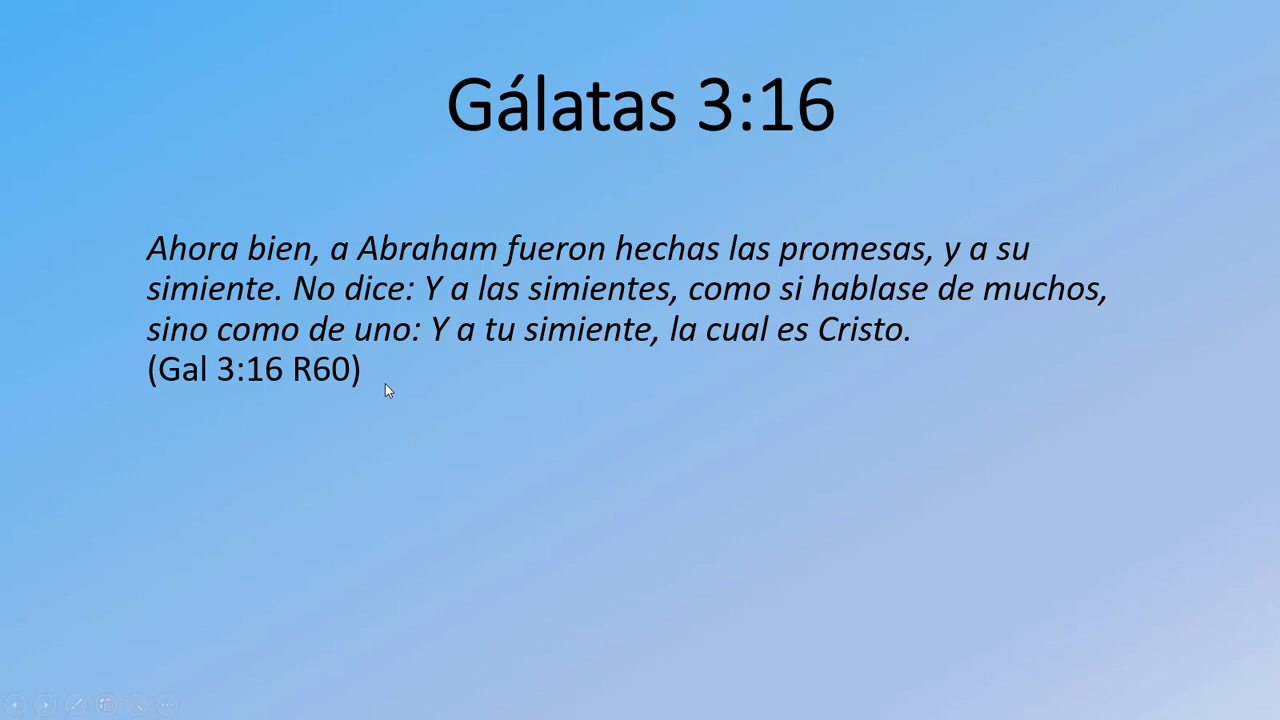 Gálatas 3:16
Ahora bien, a Abraham fueron hechas las promesas, y a su
simiente. No dice: Y a las simientes, como si hablase de muchos,
sino como de uno: Y a tu simiente, la cual es Cristo.
(Gal 3:16 R60)